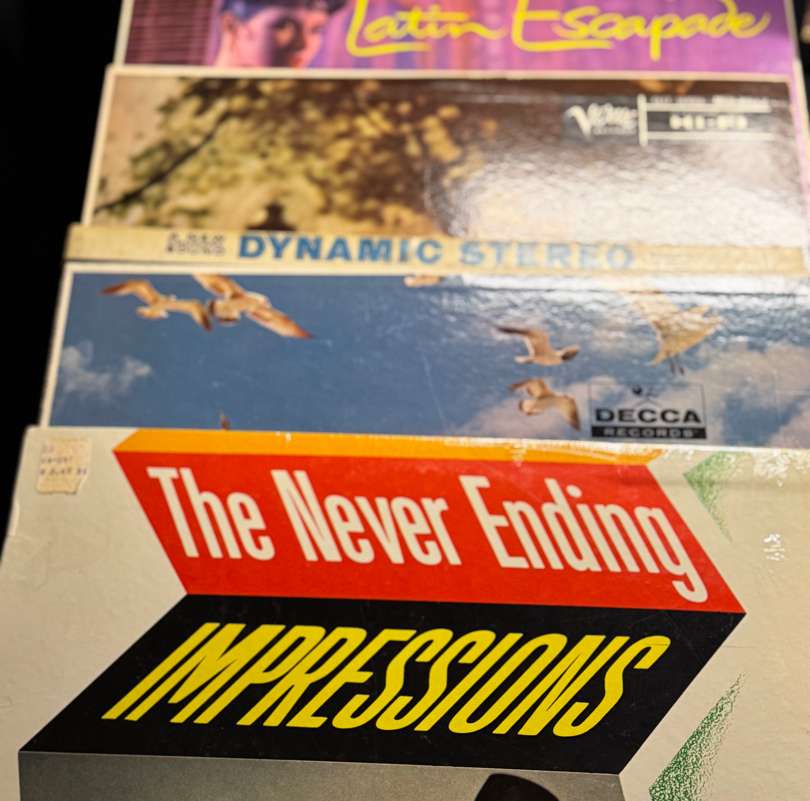 Latin Escapade
Verve
HI-FI
DYNAMIC STEREO
DECCA
RECORDS
The Never Ending
IMPRESSIONS